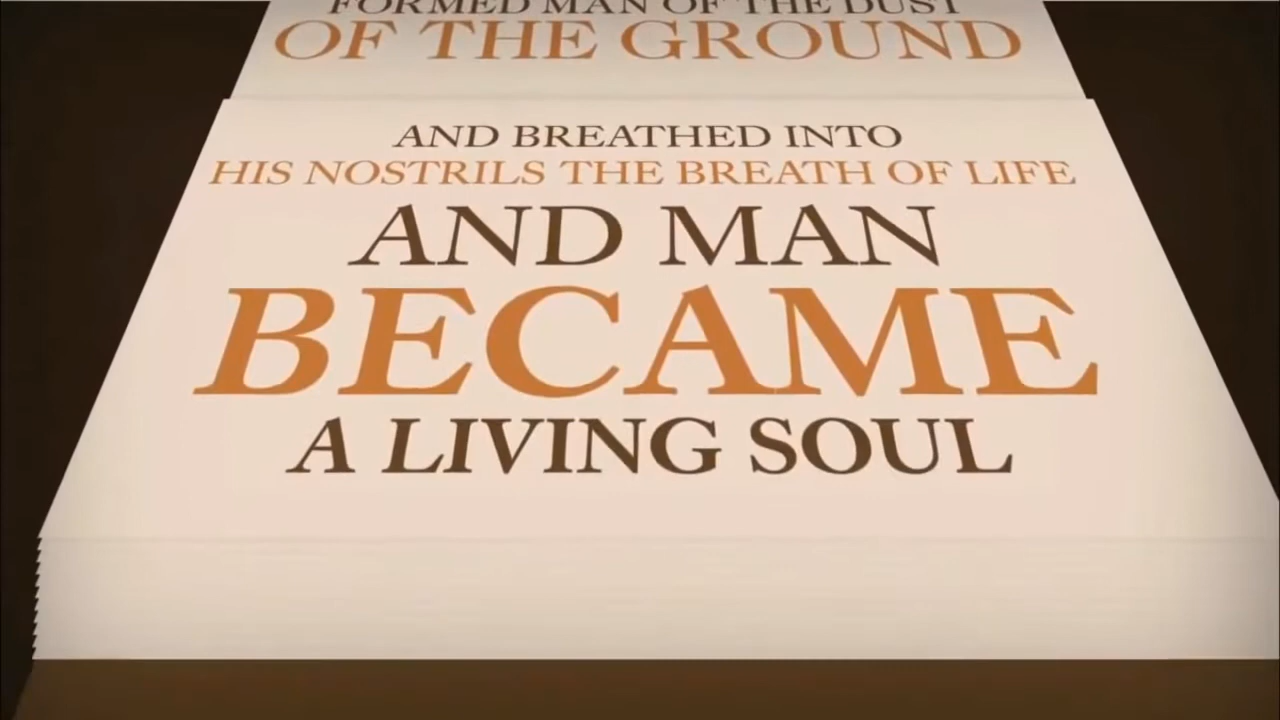 FORMED MAN OF THE DUST
OF THE GROUND
AND BREATHED INTO
HIS NOSTRILS THE BREATH OF LIFE
AND MAN
BECAME
A LIVING SOUL